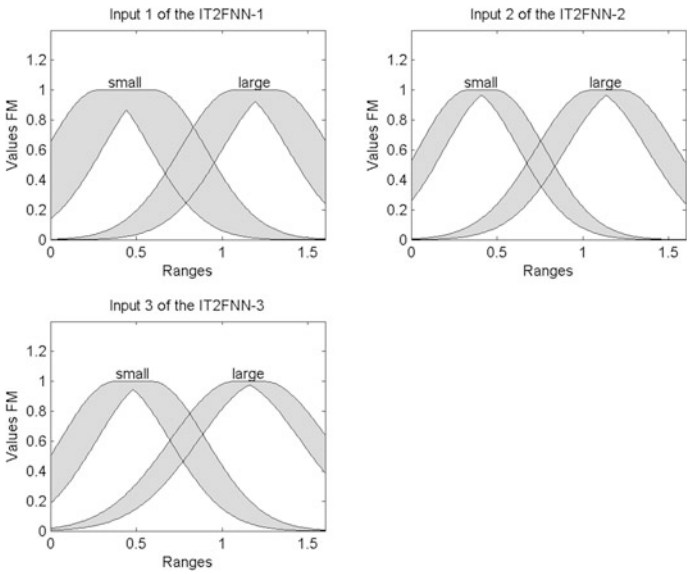 Input 1 of the IT2FNN-1
Values FM
1.2
1
0.8
0.6
0.4
0.2
0
small
large
0
0.5
1
1.5
Ranges
Input 2 of the IT2FNN-2
Values FM
1.2
1
0.8
0.6
0.4
0.2
0
small
large
0
0.5
1
1.5
Ranges
Input 3 of the IT2FNN-3
Values FM
1.2
1
0.8
0.6
0.4
0.2
0
small
large
0
0.5
1
1.5
Ranges